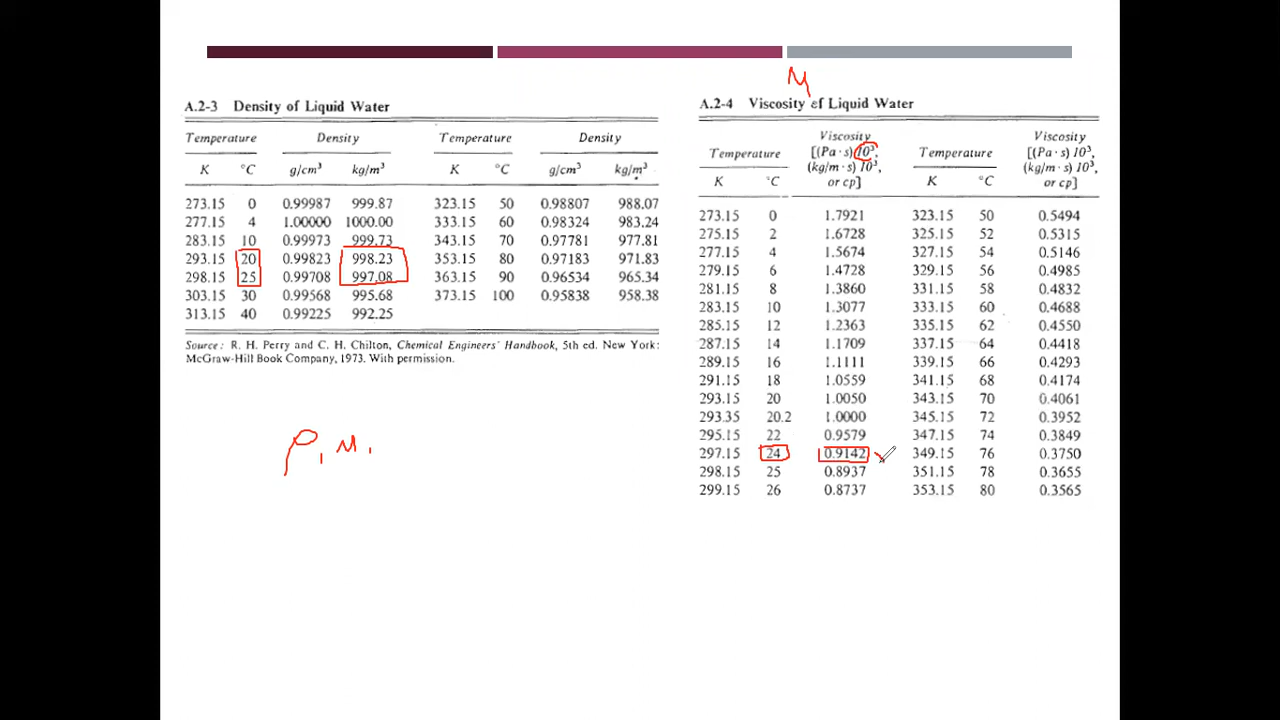 μ
A.2-3 Density of Liquid Water
Temperature Density Temperature Density
K °C g/cm³ kg/m³ K °C g/cm³ kg/m³
273.15 0 0.99987 999.87 323.15 50 0.98807 988.07
277.15 4 1.00000 1000.00 333.15 60 0.98324 983.24
283.15 10 0.99973 999.73 343.15 70 0.97781 977.81
293.15 20 0.99823 998.23 353.15 80 0.97183 971.83
298.15 25 0.99708 997.08 363.15 90 0.96534 965.34
303.15 30 0.99568 995.68 373.15 100 0.95838 958.38
313.15 40 0.99225 992.25
Source: R. H. Perry and C. H. Chilton, Chemical Engineers' Handbook, 5th ed. New York:
McGraw-Hill Book Company, 1973. With permission.
ρ, μ.
A.2-4 Viscosity of Liquid Water
Viscosity Viscosity
Temperature [(Pa · s) 10³, Temperature [(Pa · s) 10³,
(kg/m · s) 10³, (kg/m · s) 10³,
K °C or cp] K °C or cp]
273.15 0 1.7921 323.15 50 0.5494
275.15 2 1.6728 325.15 52 0.5315
277.15 4 1.5674 327.15 54 0.5146
279.15 6 1.4728 329.15 56 0.4985
281.15 8 1.3860 331.15 58 0.4832
283.15 10 1.3077 333.15 60 0.4688
285.15 12 1.2363 335.15 62 0.4550
287.15 14 1.1709 337.15 64 0.4418
289.15 16 1.1111 339.15 66 0.4293
291.15 18 1.0559 341.15 68 0.4174
293.15 20 1.0050 343.15 70 0.4061
293.35 20.2 1.0000 345.15 72 0.3952
295.15 22 0.9579 347.15 74 0.3849
297.15 24 0.9142 349.15 76 0.3750
298.15 25 0.8937 351.15 78 0.3655
299.15 26 0.8737 353.15 80 0.3565